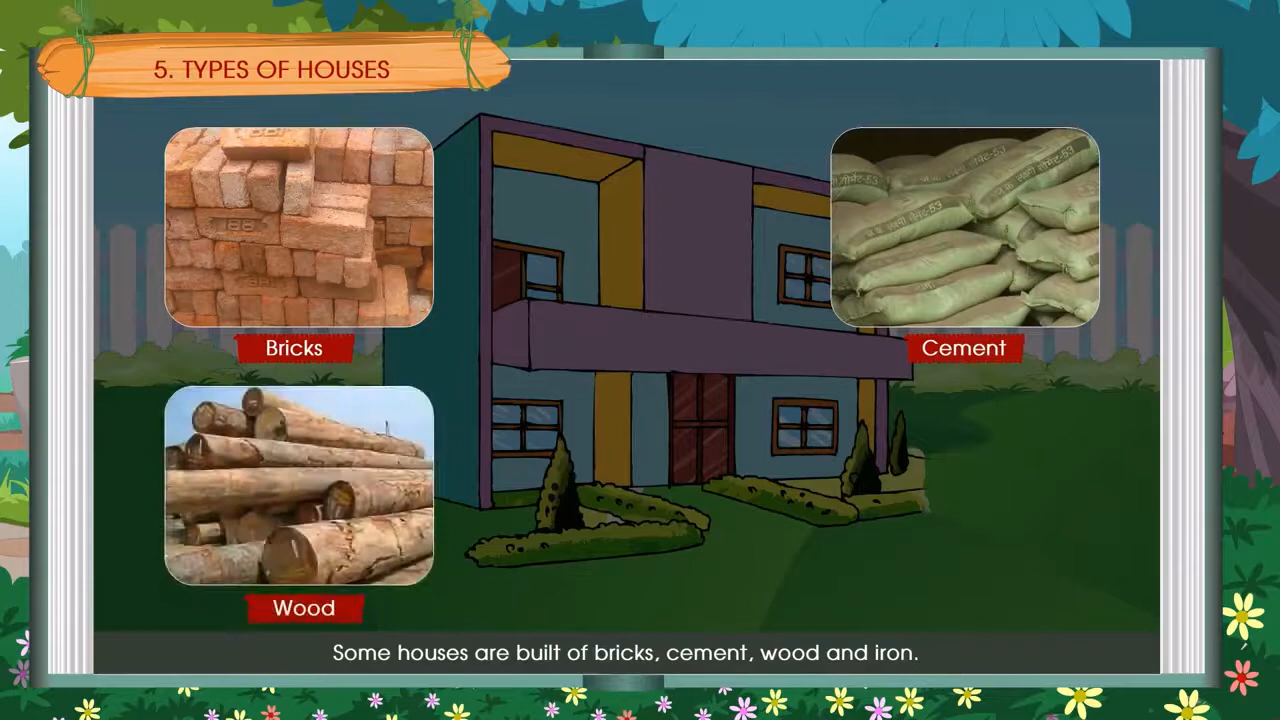 5. TYPES OF HOUSES
Bricks
Cement
Wood
Some houses are built of bricks, cement, wood and iron.